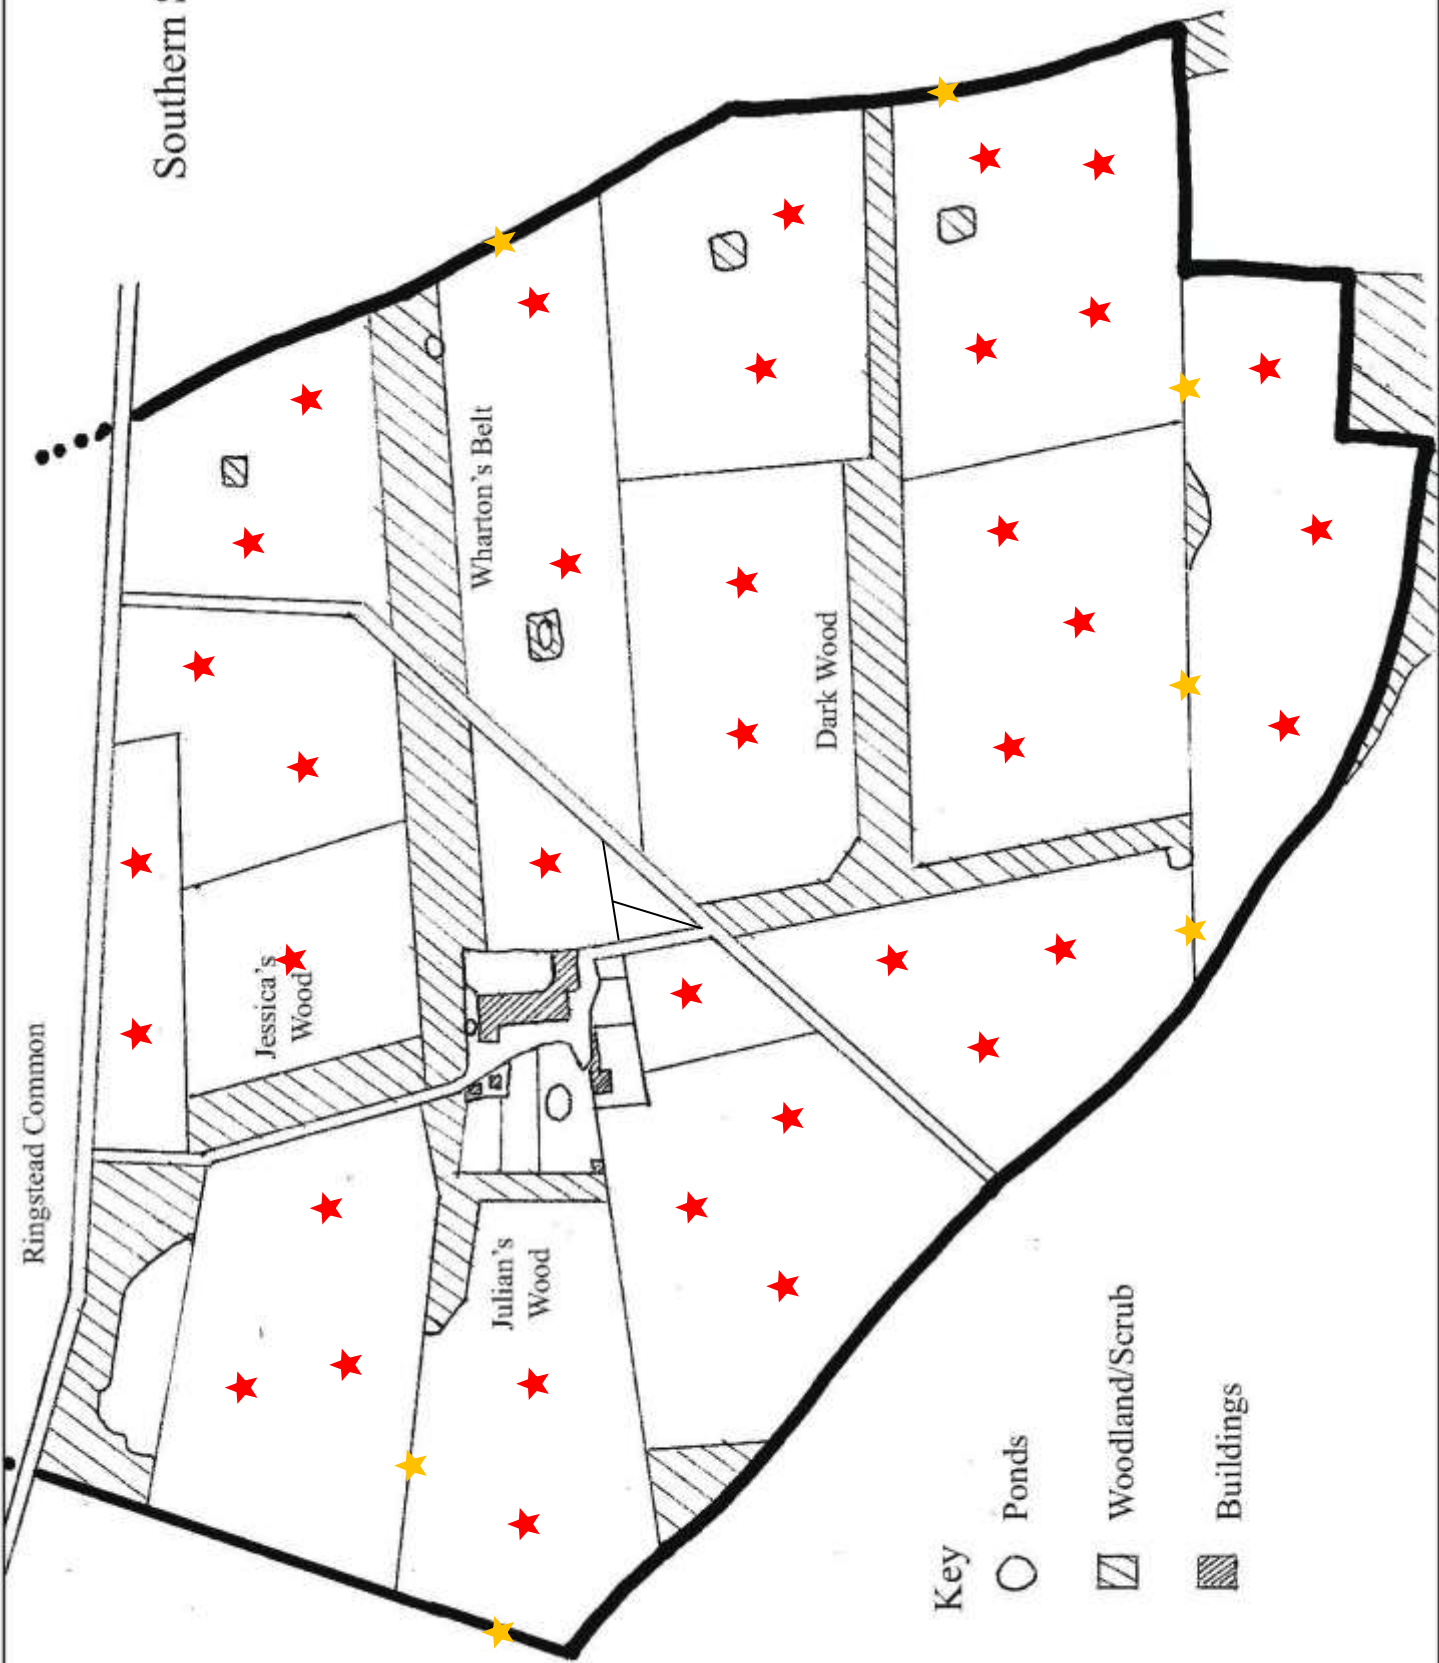 Southern
Ringstead Common
Wharton's Belt
Jessica's
Wood
Dark Wood
Julian's
Wood
Key
Ponds
Woodland/Scrub
Buildings